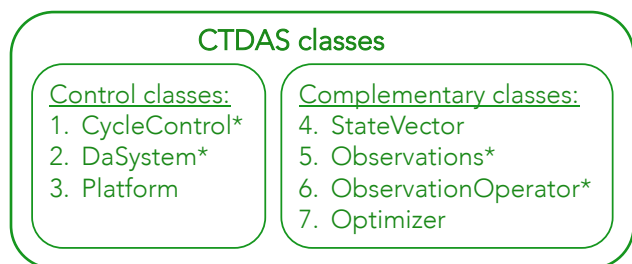 CTDAS classes
Control classes:
1. CycleControl*
2. DaSystem*
3. Platform
Complementary classes:
4. StateVector
5. Observations*
6. ObservationOperator*
7. Optimizer